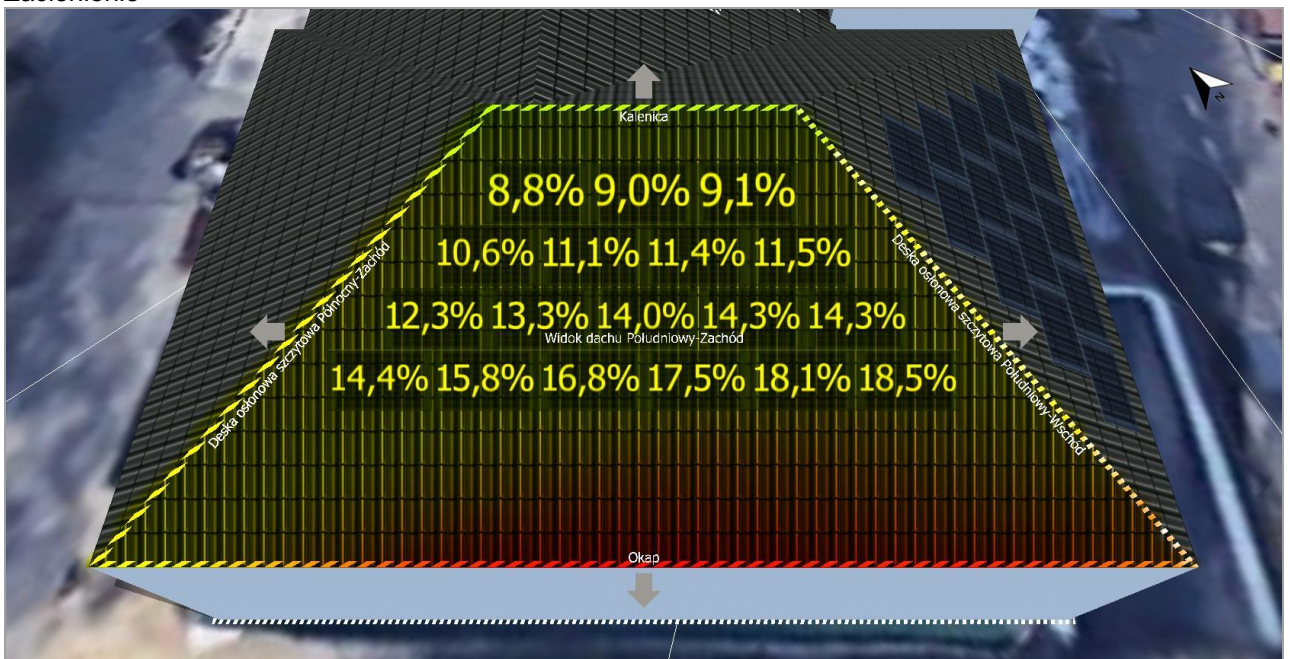 Zacienienie
Kalenica
8,8% 9,0% 9,1%
10,6% 11,1% 11,4% 11,5%
12,3% 13,3% 14,0% 14,3% 14,3%
Widok dachu Południowy-Zachód
14,4% 15,8% 16,8% 17,5% 18,1% 18,5%
Deska osłonowa szczytowa Północny-Zachód
Deska osłonowa szczytowa Południowy-Wschód
Okap
N